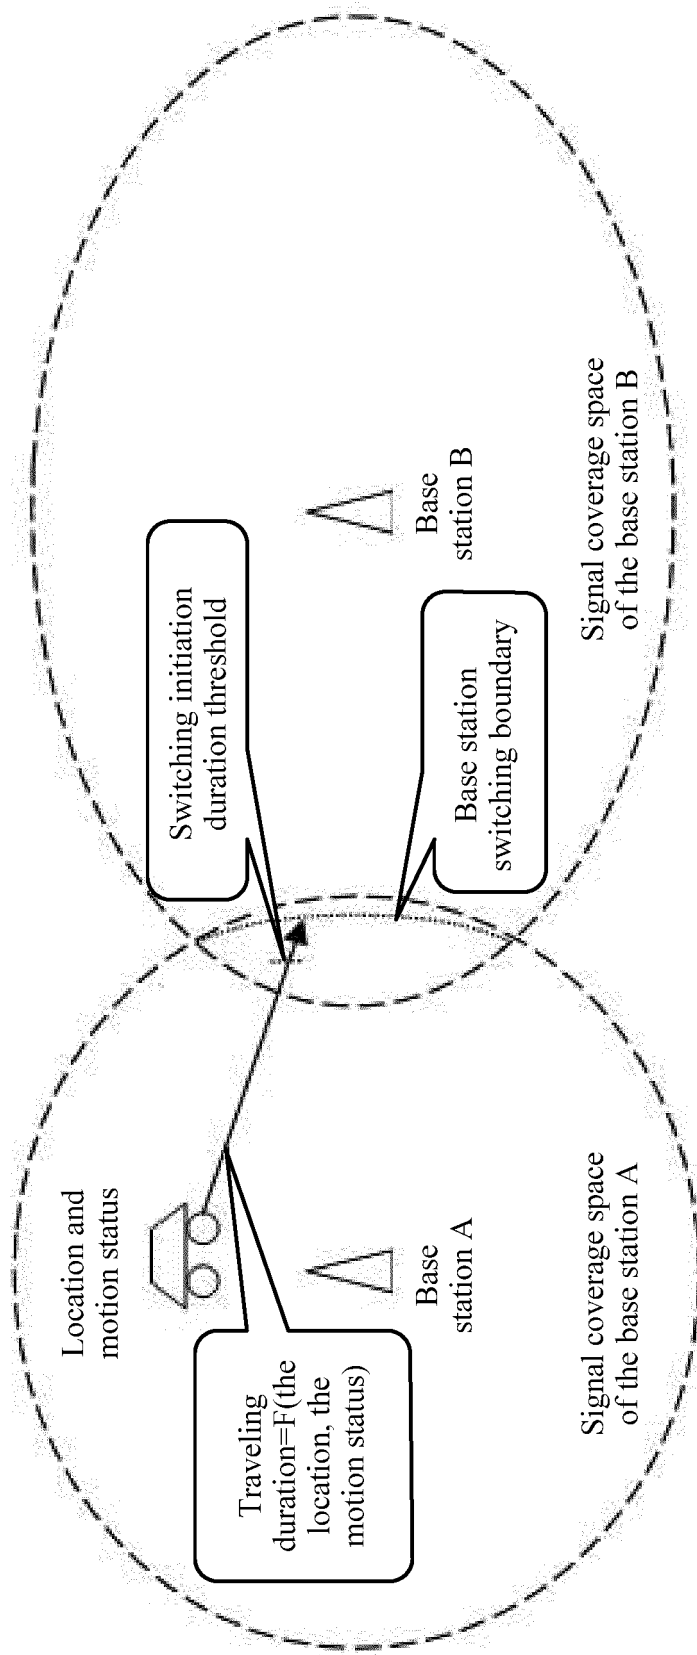 Location and
motion status
Traveling
duration=F(the
location, the
motion status)
Base
station A
Signal coverage space
of the base station A
Switching initiation
duration threshold
Base station
switching boundary
Base
station B
Signal coverage space
of the base station B